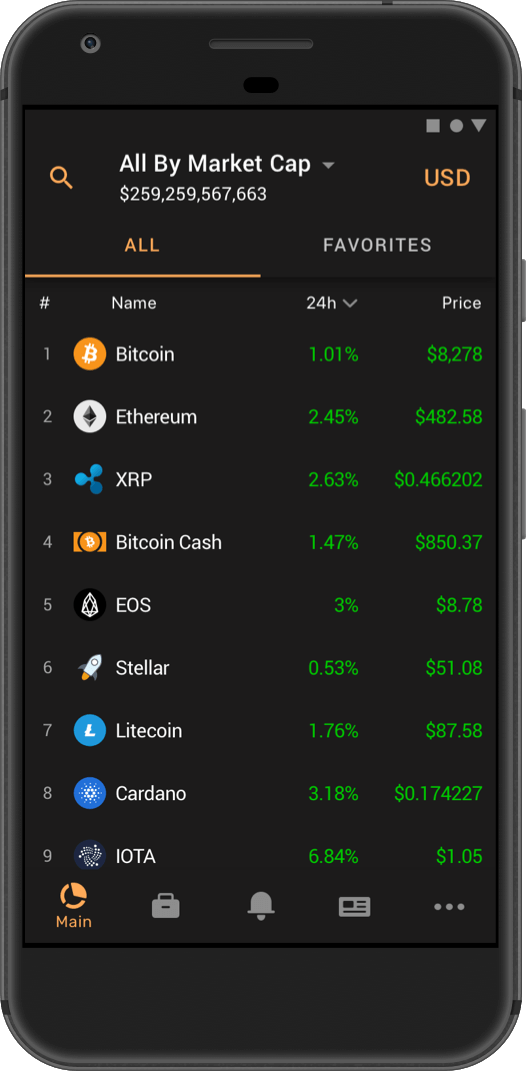 All By Market Cap
USD
$259,259,567,663
ALL FAVORITES
# Name 24h Price
1 Bitcoin 1.01% $8,278
2 Ethereum 2.45% $482.58
3 XRP 2.63% $0.466202
4 Bitcoin Cash 1.47% $850.37
5 EOS 3% $8.78
6 Stellar 0.53% $51.08
7 Litecoin 1.76% $87.58
8 Cardano 3.18% $0.174227
9 IOTA 6.84% $1.05
Main